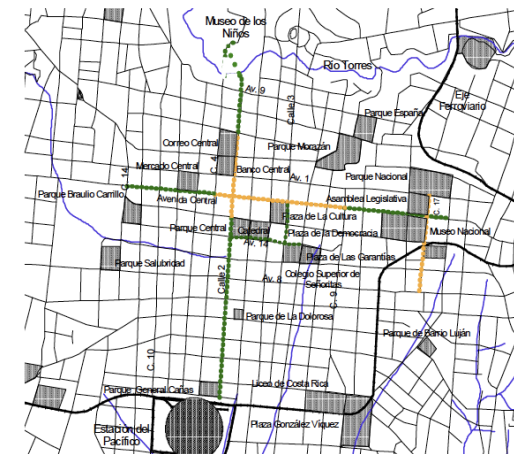 Museo de los
Niños
Río Torres
Av. 9
Calle 3
Eje
Ferroviario
Parque España
Correo Central
Parque Morazán
Mercado Central
C. 4
Banco Central
Parque Nacional
C. 14
Av. 1
Parque Braulio Carrillo
Avenida Central
Asamblea Legislativa
C. 17
Plaza de La Cultura
Parque Central
Catedral
Plaza de la Democracia
Museo Nacional
Av. 14
Plaza de Las Garantías
Parque Salubridad
Calle 2
Av. 8
Colegio Superior de
Señoritas
C. 9
Parque de La Dolorosa
Parque de Barrio Luján
C. 10
Parque General Cañas
Liceo de Costa Rica
Estación del
Pacífico
Plaza González Víquez